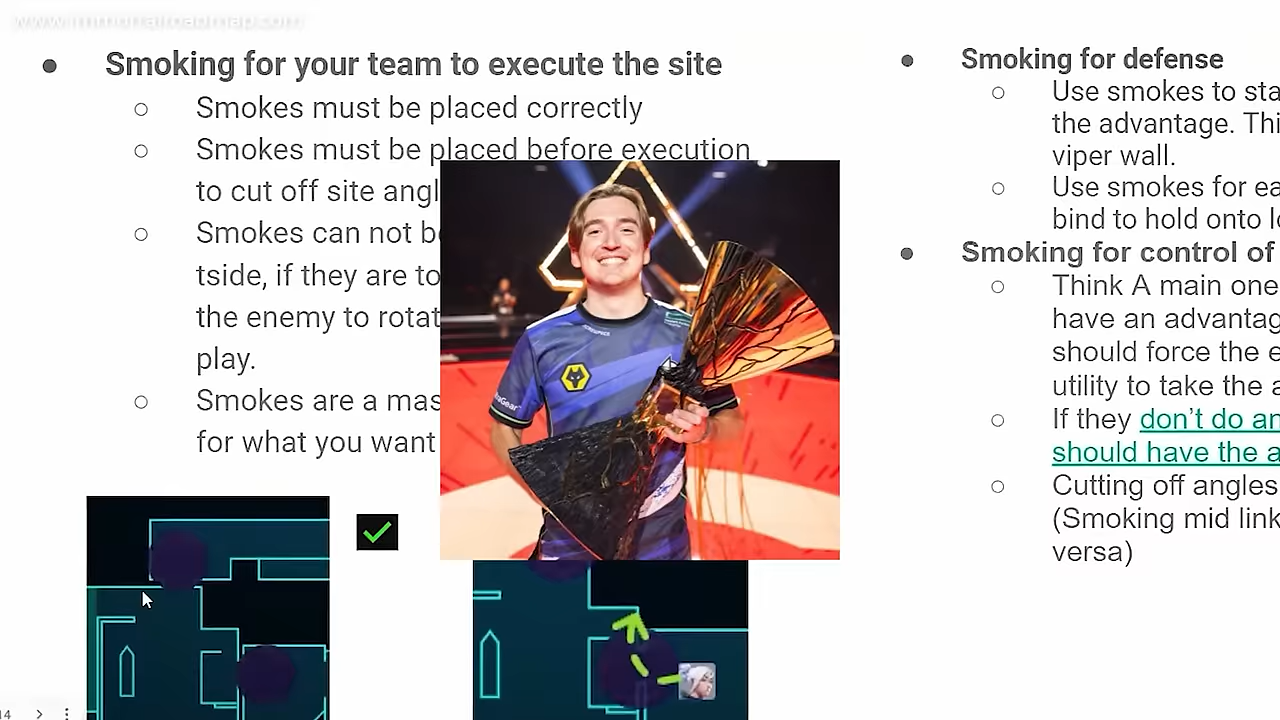 www.immortalroadmap.com
Smoking for your team to execute the site
Smokes must be placed correctly
Smokes must be placed before execution
to cut off site angl
Smokes can not b
tside, if they are to
the enemy to rotat
play.
Smokes are a mas
for what you want
Smoking for defense
Use smokes to sta
the advantage. Thi
viper wall.
Use smokes for ea
bind to hold onto l
Smoking for control of
Think A main one
have an advantag
should force the e
utility to take the a
If they don’t do an
should have the a
Cutting off angles
(Smoking mid link
versa)
14